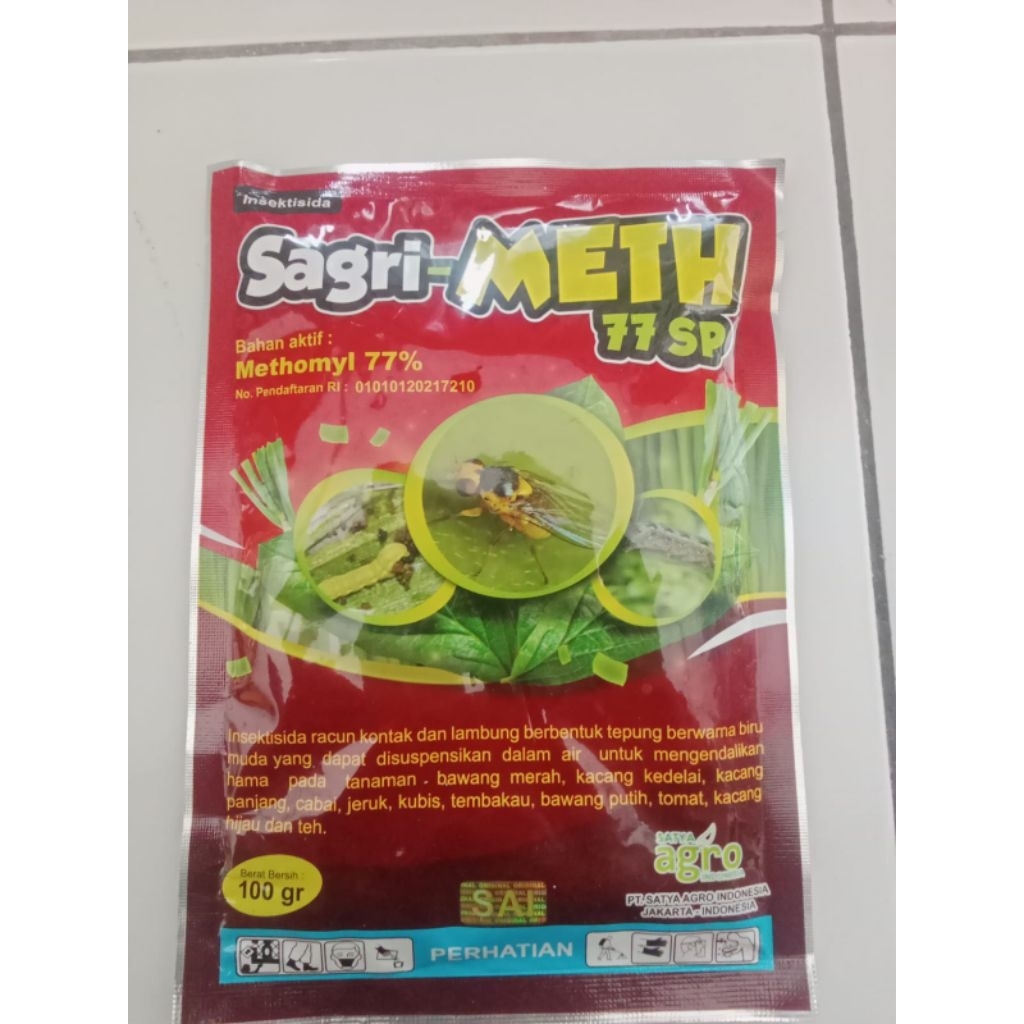 Insektisida
Sagri-METH
77 SP
Bahan aktif :
Methomyl 77%
No. Pendaftaran RI : 01010120217210
Insektisida racun kontak dan lambung berbentuk tepung berwarna biru
muda yang dapat disuspensikan dalam air untuk mengendalikan
hama pada tanaman bawang merah, kacang kedelai, kacang
panjang, cabai, jeruk, kubis, tembakau, bawang putih, tomat, kacang
hijau dan teh.
SATYA
agro
INDONESIA
Berat Bersih :
100 gr
SAI
PT. SATYA AGRO INDONESIA
JAKARTA - INDONESIA
PERHATIAN